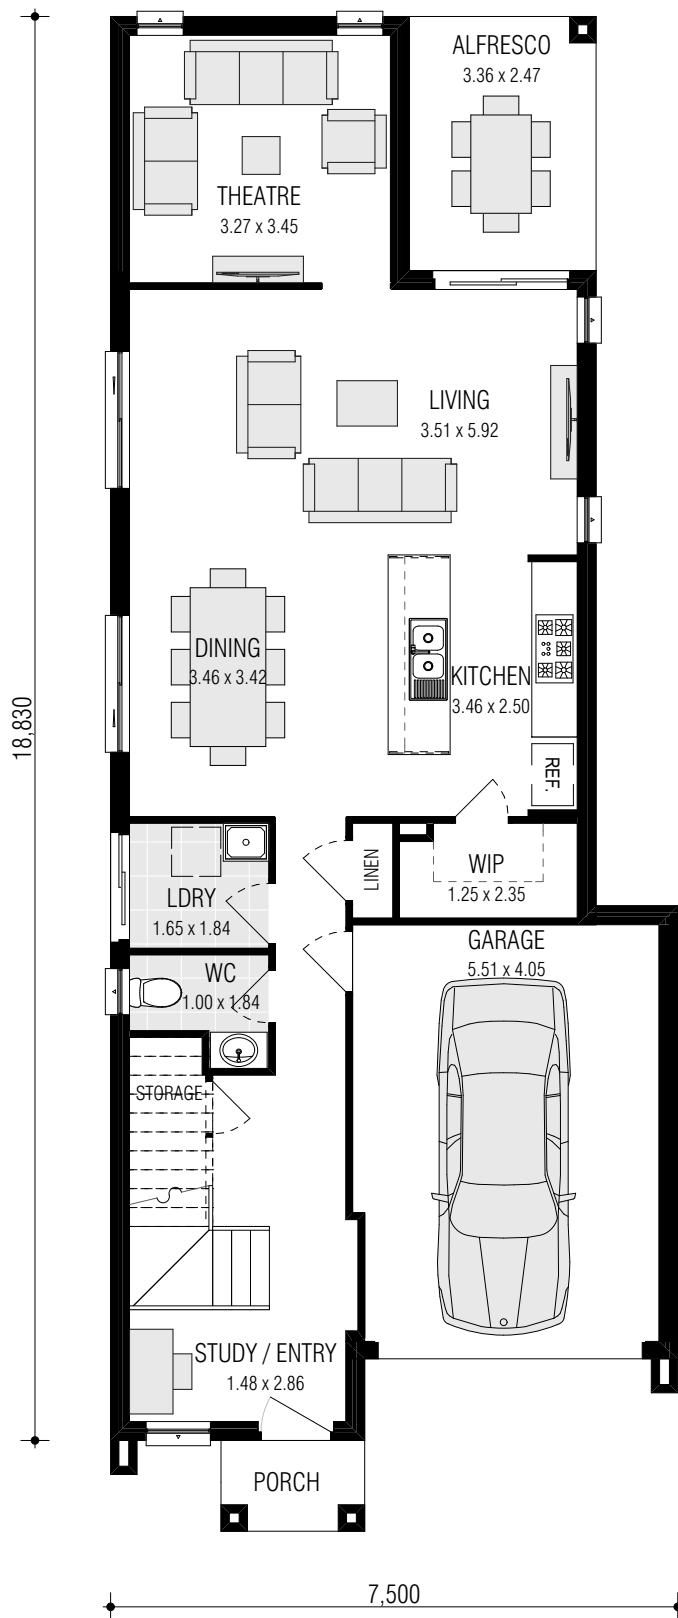 ALFRESCO
3.36 x 2.47
THEATRE
3.27 x 3.45
LIVING
3.51 x 5.92
DINING
3.46 x 3.42
KITCHEN
3.46 x 2.50
18,830
REF.
LINEN
WIP
1.25 x 2.35
LDRY
1.65 x 1.84
GARAGE
5.51 x 4.05
WC
1.00 x 1.84
STORAGE
STUDY / ENTRY
1.48 x 2.86
PORCH
7,500